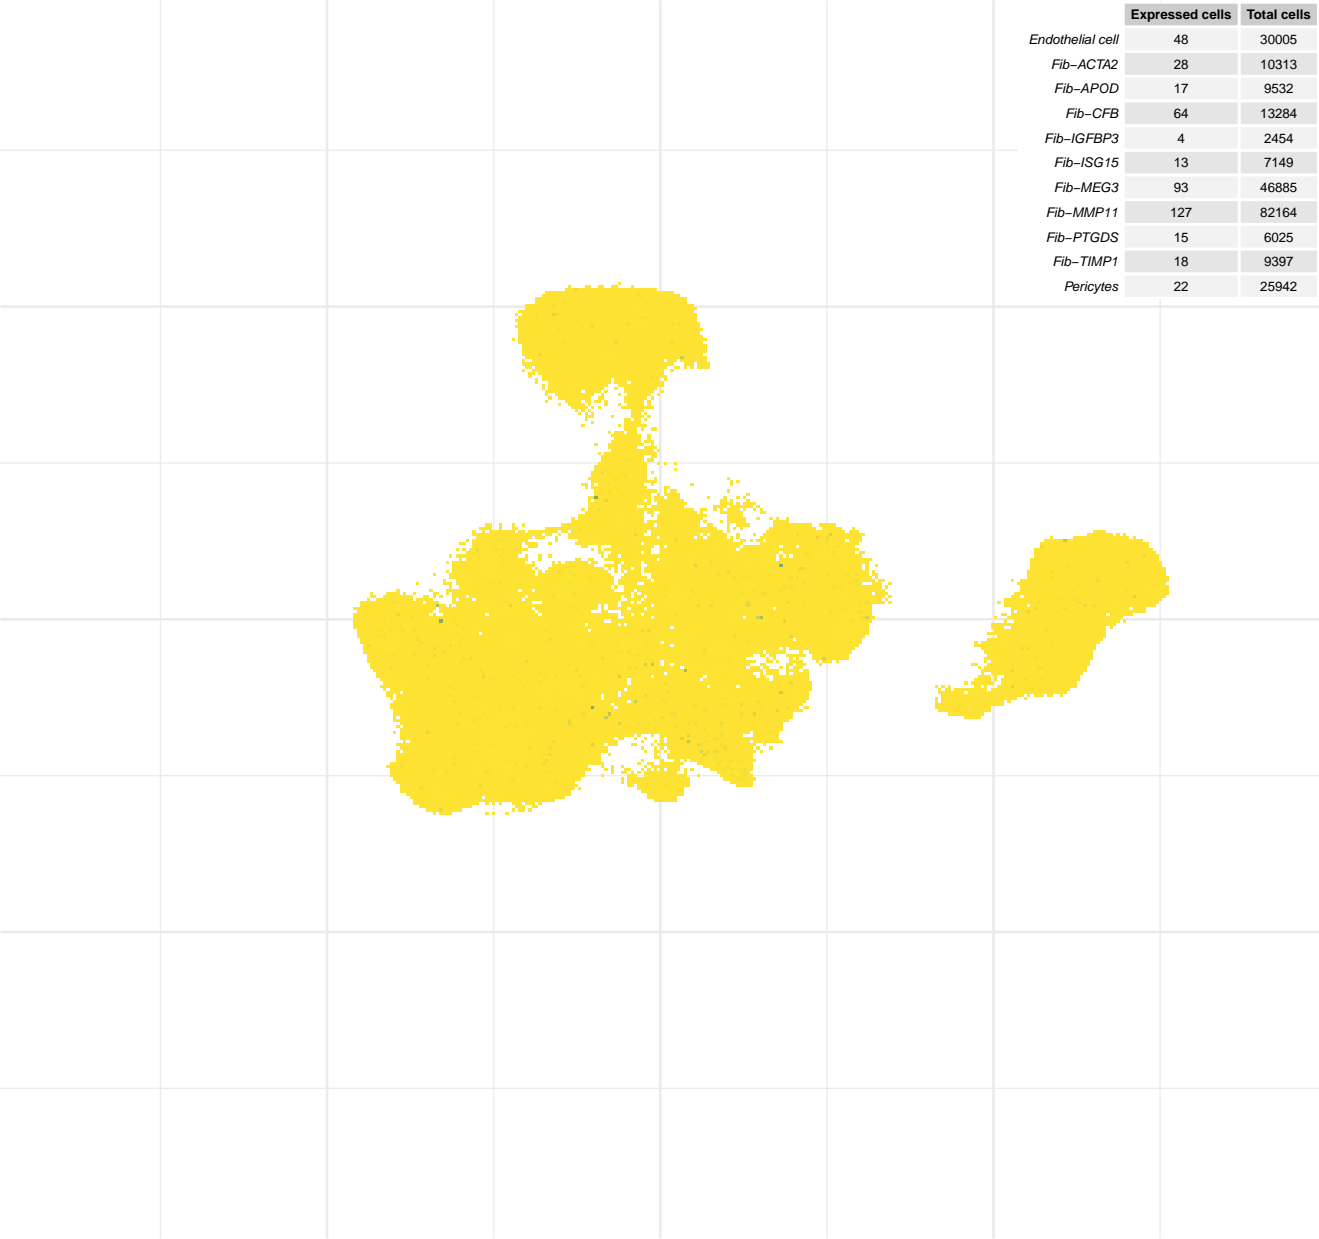 Expressed cells Total cells
Endothelial cell 48 30005
Fib−ACTA2 28 10313
Fib−APOD 17 9532
Fib−CFB 64 13284
Fib−IGFBP3 4 2454
Fib−ISG15 13 7149
Fib−MEG3 93 46885
Fib−MMP11 127 82164
Fib−PTGDS 15 6025
Fib−TIMP1 18 9397
Pericytes 22 25942